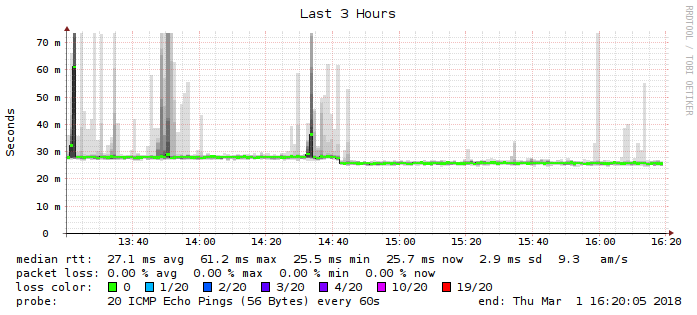 Last 3 Hours
RRDTOOL / TOBI OETIKER
Seconds
70 m
60 m
50 m
40 m
30 m
20 m
10 m
0
13:40 14:00 14:20 14:40 15:00 15:20 15:40 16:00 16:20
median rtt: 27.1 ms avg 61.2 ms max 25.5 ms min 25.7 ms now 2.9 ms sd 9.3 am/s
packet loss: 0.00 % avg 0.00 % max 0.00 % min 0.00 % now
loss color: 0 1/20 2/20 3/20 4/20 10/20 19/20
probe: 20 ICMP Echo Pings (56 Bytes) every 60s end: Thu Mar 1 16:20:05 2018